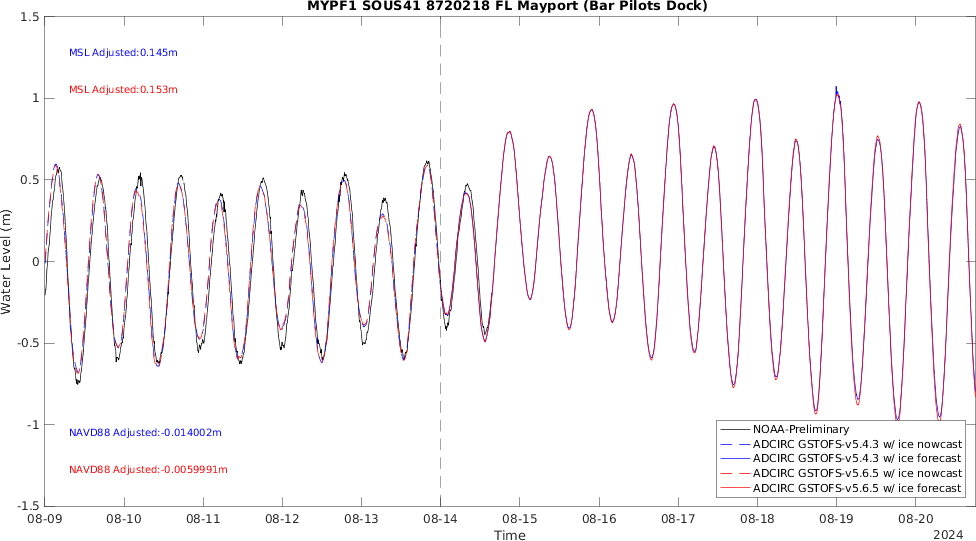 MYPF1 SOUS41 8720218 FL Mayport (Bar Pilots Dock)
1.5
1
0.5
0
-0.5
-1
-1.5
Water Level (m)
MSL Adjusted:0.145m
MSL Adjusted:0.153m
NAVD88 Adjusted:-0.014002m
NAVD88 Adjusted:-0.0059991m
NOAA-Preliminary
ADCIRC GSTOFS-v5.4.3 w/ ice nowcast
ADCIRC GSTOFS-v5.4.3 w/ ice forecast
ADCIRC GSTOFS-v5.6.5 w/ ice nowcast
ADCIRC GSTOFS-v5.6.5 w/ ice forecast
08-09 08-10 08-11 08-12 08-13 08-14 08-15 08-16 08-17 08-18 08-19 08-20
Time
2024